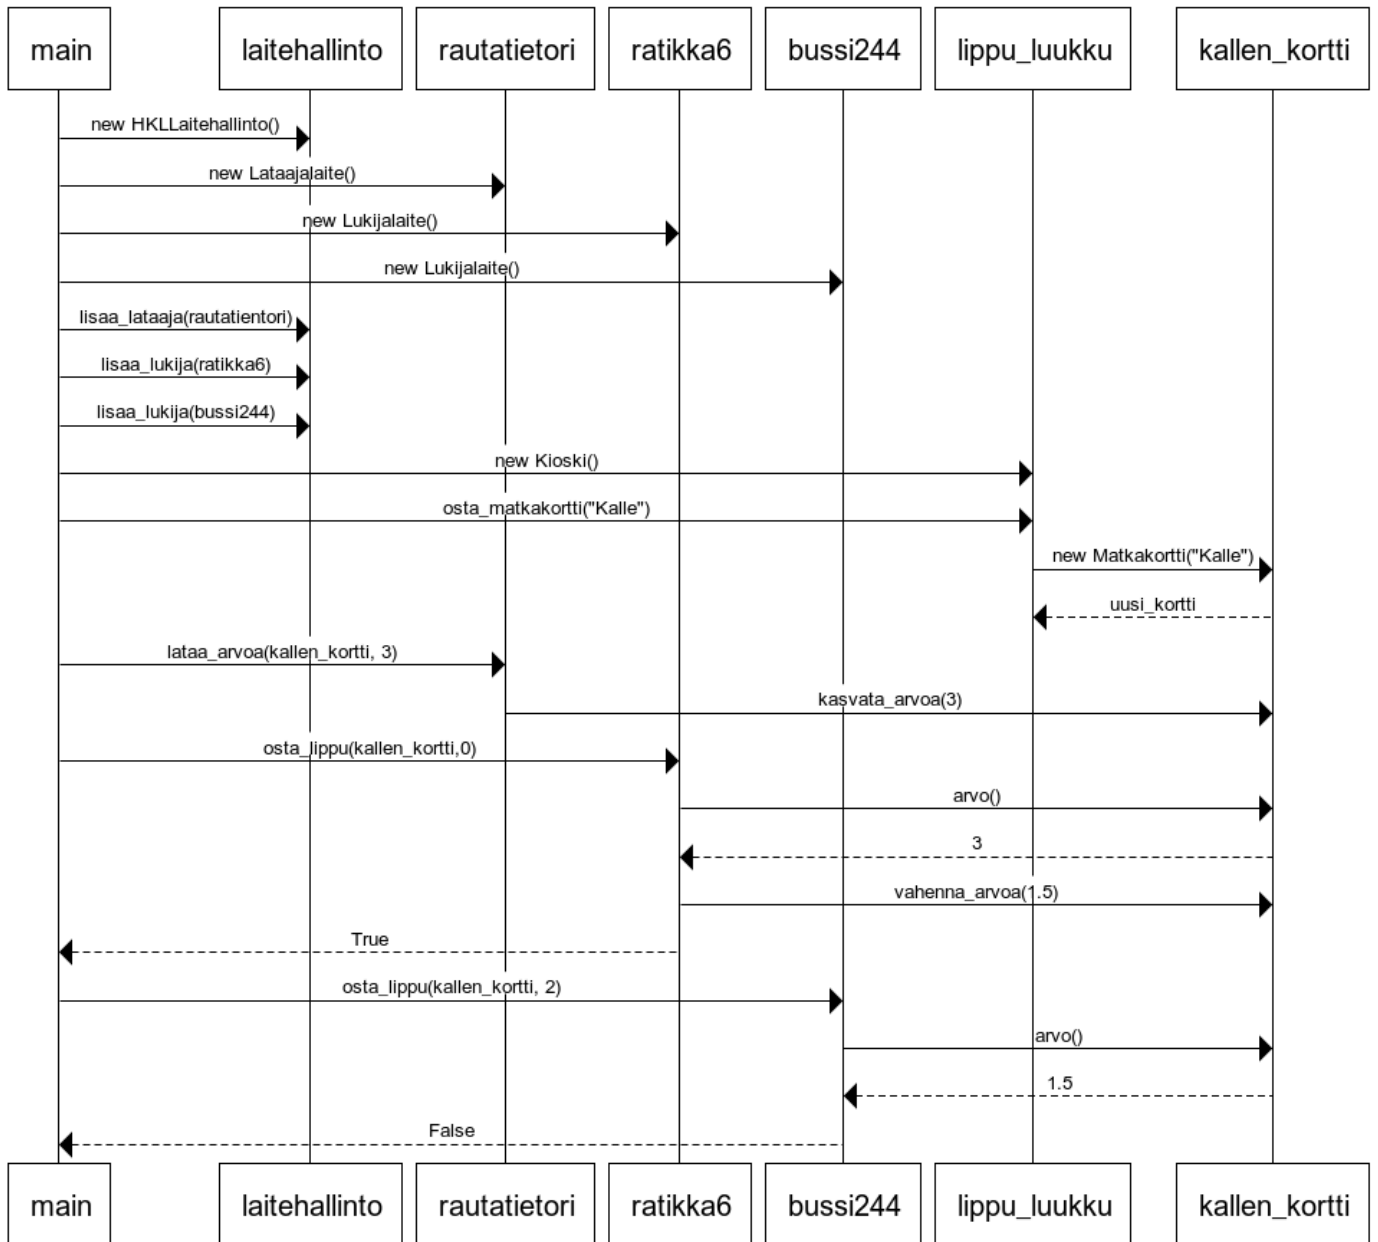 main laitehallinto rautatietori ratikka6 bussi244 lippu_luukku kallen_kortti
new HKLLaitehallinto()
new Lataajalaite()
new Lukijalaite()
new Lukijalaite()
lisaa_lataaja(rautatientori)
lisaa_lukija(ratikka6)
lisaa_lukija(bussi244)
new Kioski()
osta_matkakortti("Kalle")
new Matkakortti("Kalle")
uusi_kortti
lataa_arvoa(kallen_kortti, 3)
kasvata_arvoa(3)
osta_lippu(kallen_kortti,0)
arvo()
3
vahenna_arvoa(1.5)
True
osta_lippu(kallen_kortti, 2)
arvo()
1.5
False
main laitehallinto rautatietori ratikka6 bussi244 lippu_luukku kallen_kortti